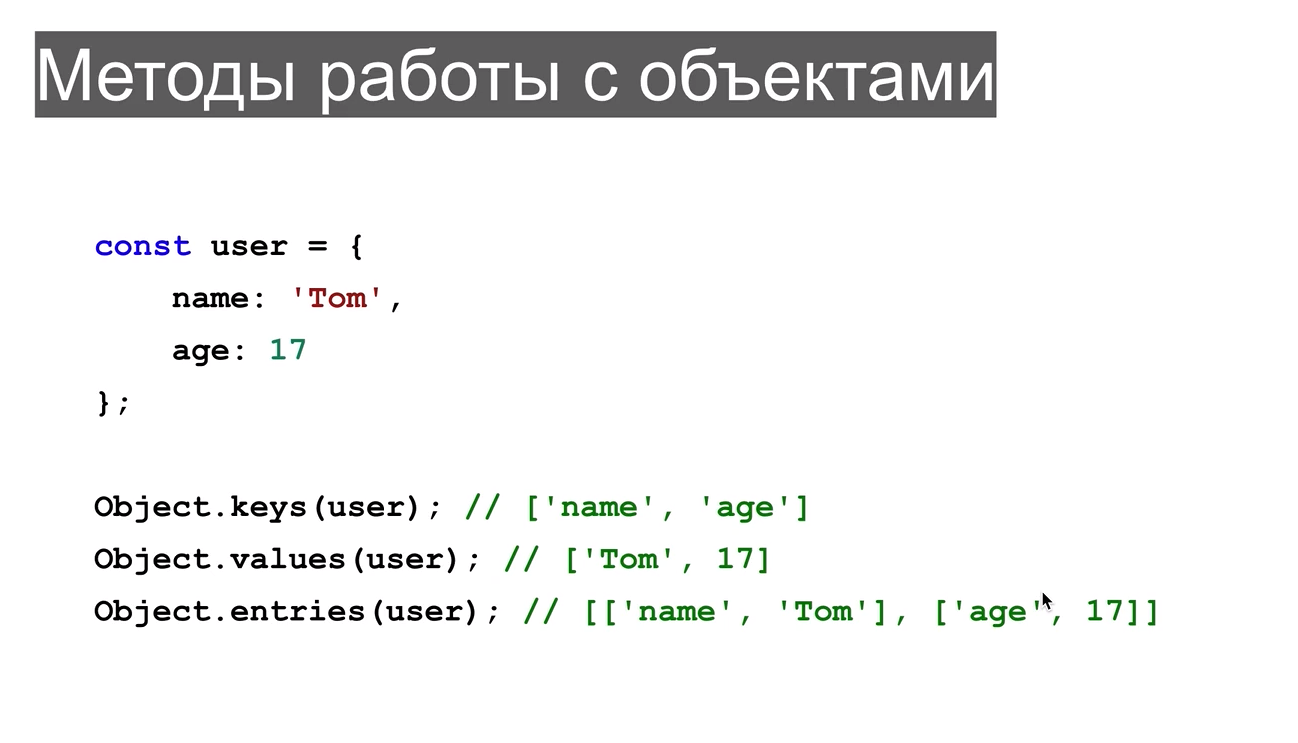 Методы работы с объектами
const user = {
    name: 'Tom',
    age: 17
};
Object.keys(user); // ['name', 'age']
Object.values(user); // ['Tom', 17]
Object.entries(user); // [['name', 'Tom'], ['age', 17]]